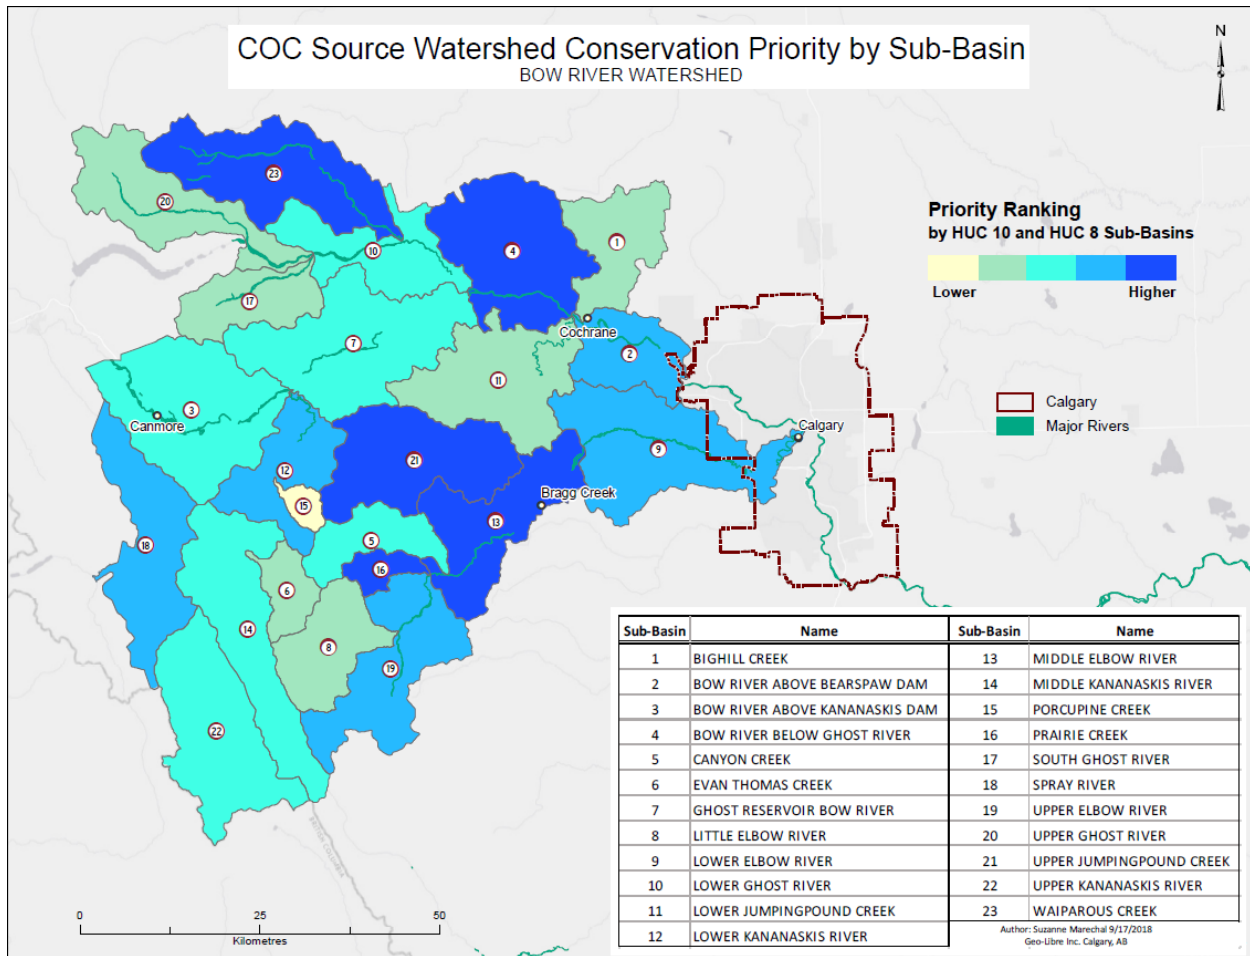 COC Source Watershed Conservation Priority by Sub-Basin
BOW RIVER WATERSHED
N
Priority Ranking
by HUC 10 and HUC 8 Sub-Basins
Lower Higher
Calgary
Major Rivers
23
20
1
4
10
17
Cochrane
7
2
11
3
Canmore
Calgary
9
21
12
Bragg Creek
15
13
5
18
16
6
14
8
19
22
BRITISH COLUMBIA
0 25 50
Kilometres
Sub-Basin Name Sub-Basin Name
1 BIGHILL CREEK 13 MIDDLE ELBOW RIVER
2 BOW RIVER ABOVE BEARSPAW DAM 14 MIDDLE KANANASKIS RIVER
3 BOW RIVER ABOVE KANANASKIS DAM 15 PORCUPINE CREEK
4 BOW RIVER BELOW GHOST RIVER 16 PRAIRIE CREEK
5 CANYON CREEK 17 SOUTH GHOST RIVER
6 EVAN THOMAS CREEK 18 SPRAY RIVER
7 GHOST RESERVOIR BOW RIVER 19 UPPER ELBOW RIVER
8 LITTLE ELBOW RIVER 20 UPPER GHOST RIVER
9 LOWER ELBOW RIVER 21 UPPER JUMPINGPOUND CREEK
10 LOWER GHOST RIVER 22 UPPER KANANASKIS RIVER
11 LOWER JUMPINGPOUND CREEK 23 WAIPAROUS CREEK
12 LOWER KANANASKIS RIVER
Author: Suzanne Marechal 9/17/2018
Geo-Libre Inc. Calgary, AB